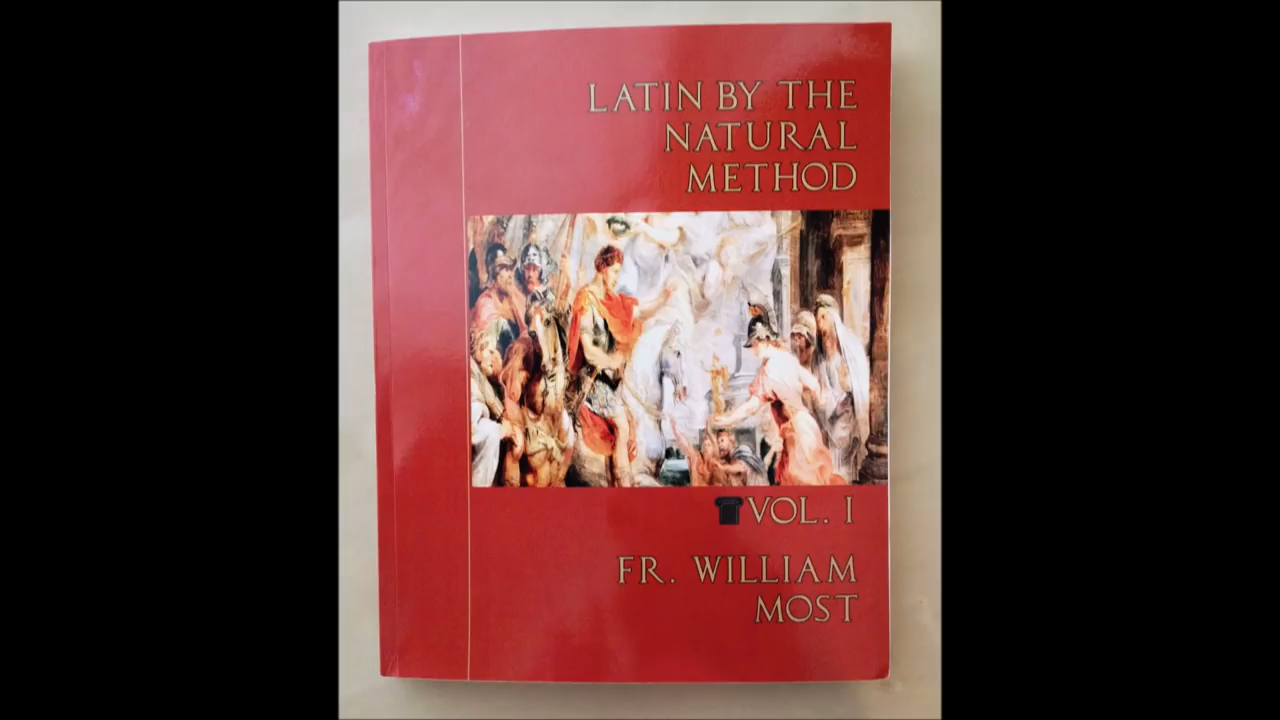 LATIN BY THE
NATURAL
METHOD
VOL. I
FR. WILLIAM
MOST